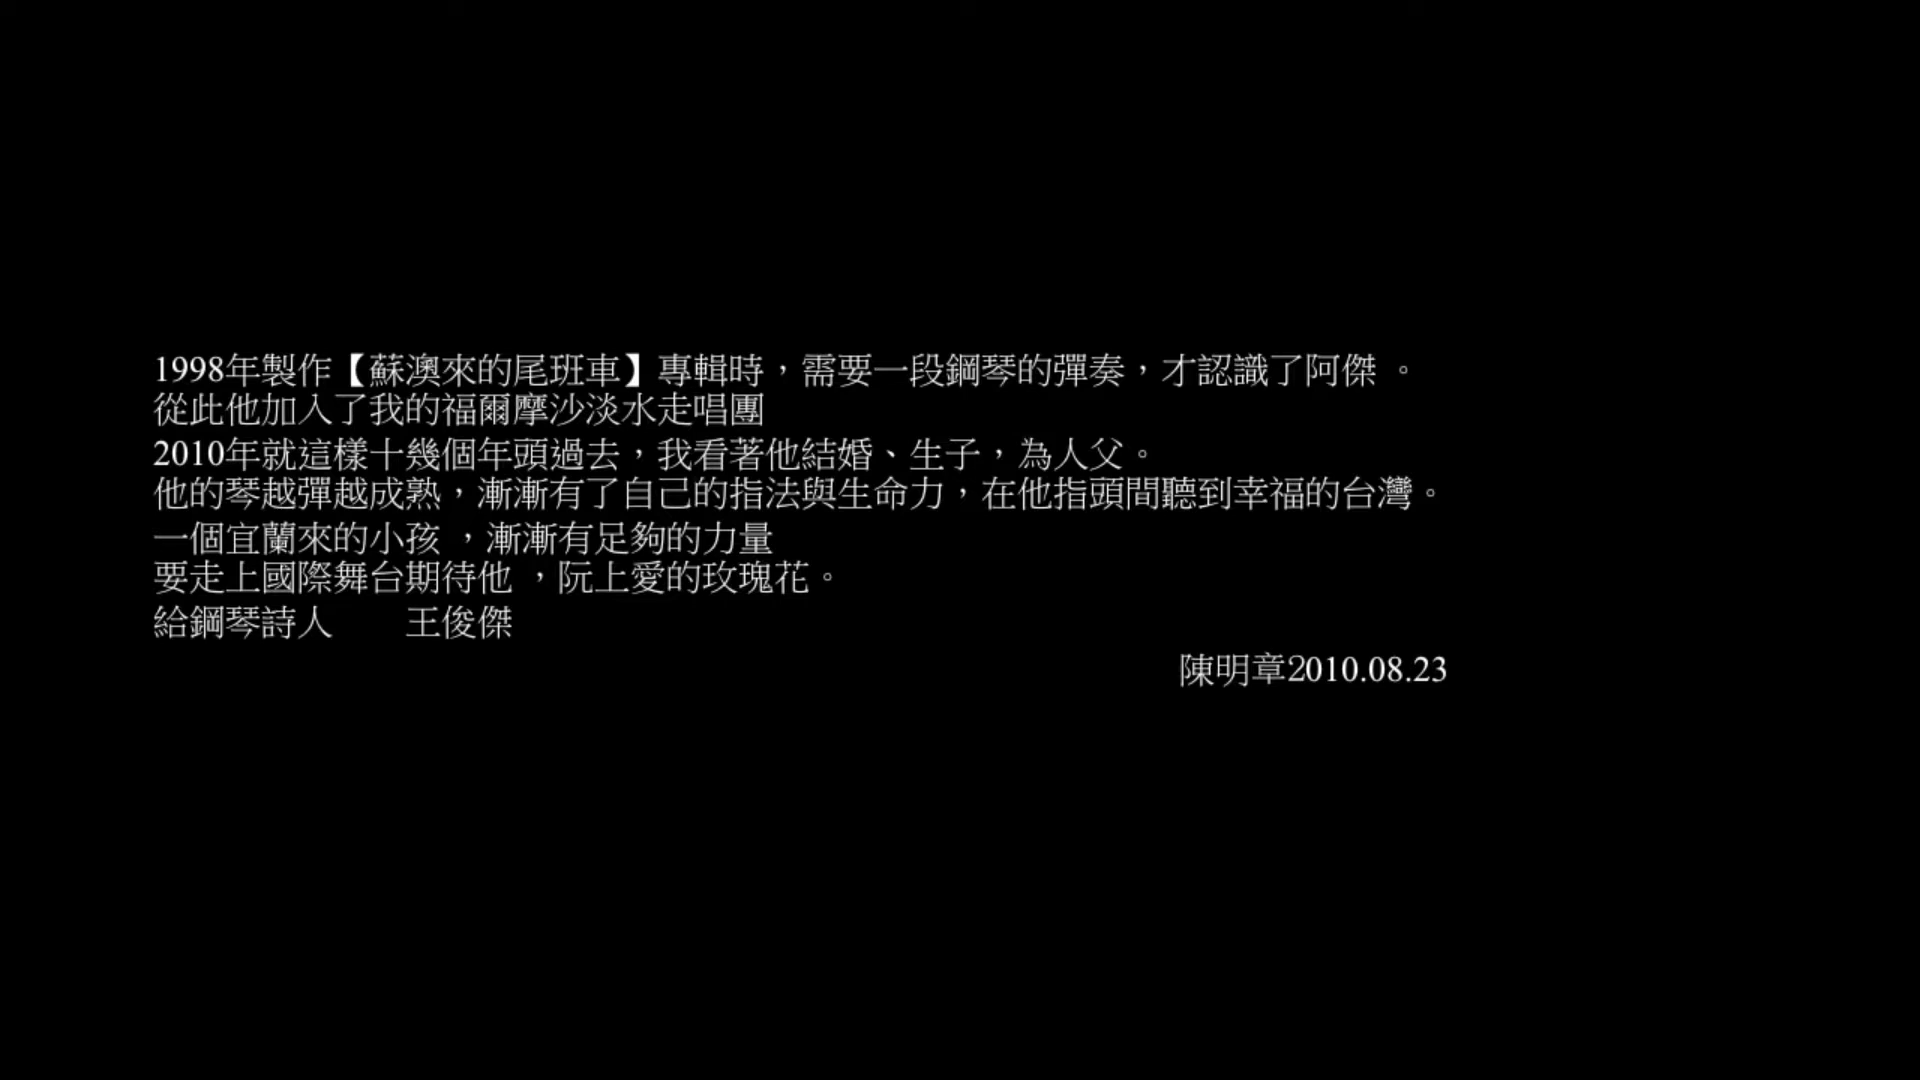 1998年製作【蘇澳來的尾班車】專輯時，需要一段鋼琴的彈奏，才認識了阿傑 。
從此他加入了我的福爾摩沙淡水走唱團
2010年就這樣十幾個年頭過去，我看著他結婚、生子，為人父。
他的琴越彈越成熟，漸漸有了自己的指法與生命力，在他指頭間聽到幸福的台灣。
一個宜蘭來的小孩 ，漸漸有足夠的力量
要走上國際舞台期待他 ，阮上愛的玫瑰花。
給鋼琴詩人　　王俊傑
陳明章2010.08.23